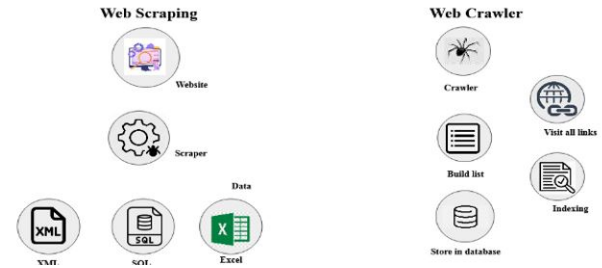 Web Scraping
Website
Scraper
Data
XML
XML
SQL
SQL
X
Excel
Web Crawler
Crawler
Visit all links
Build list
Indexing
Store in database